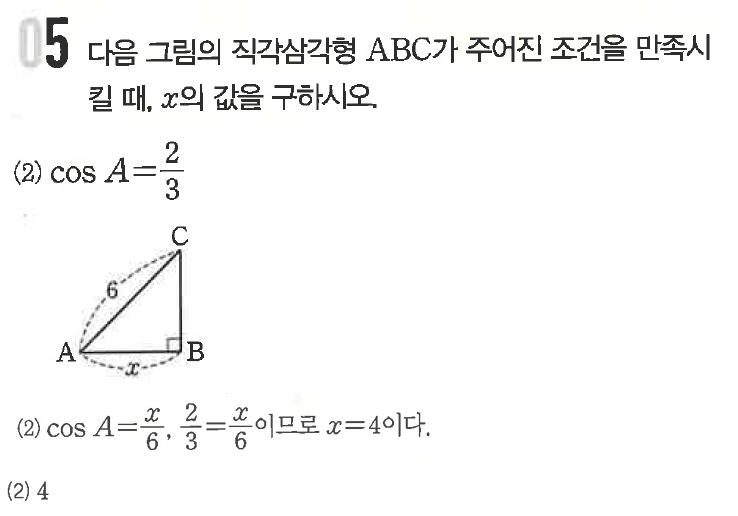 05 다음 그림의 직각삼각형 ABC가 주어진 조건을 만족시
킬 때, x의 값을 구하시오.
(2) cos A=2/3
C
6
A
B
x
(2) cos A=x/6, 2/3=x/6이므로 x=4이다.
(2) 4